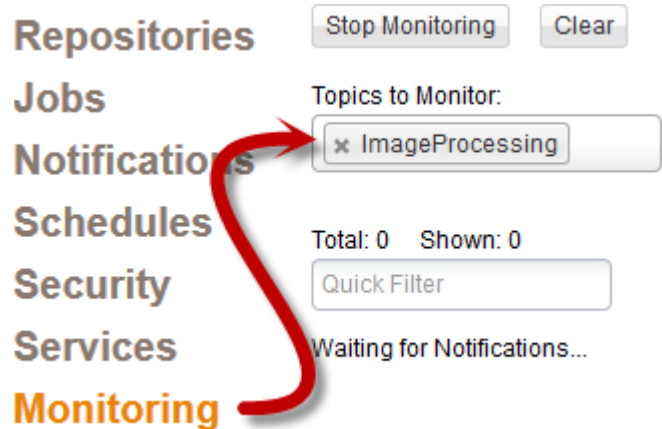 Repositories
Jobs
Notifications
Schedules
Security
Services
Monitoring
Stop Monitoring
Clear
Topics to Monitor:
× ImageProcessing
Total: 0 Shown: 0
Quick Filter
Waiting for Notifications...